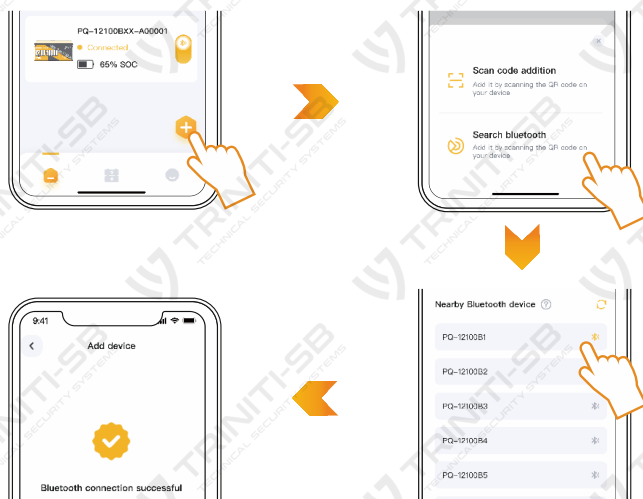 PQ-12100BXX-A00001
Connected
65% SOC
Scan code addition
Add it by scanning the QR code on
your device
Search bluetooth
Add it by scanning the QR code on
your device
Nearby Bluetooth device ?
PQ-12100B1
PQ-12100B2
PQ-12100B3
PQ-12100B4
PQ-12100B5
9:41
Add device
Bluetooth connection successful
TRINITI-SB
TECHNICAL SECURITY SYSTEMS